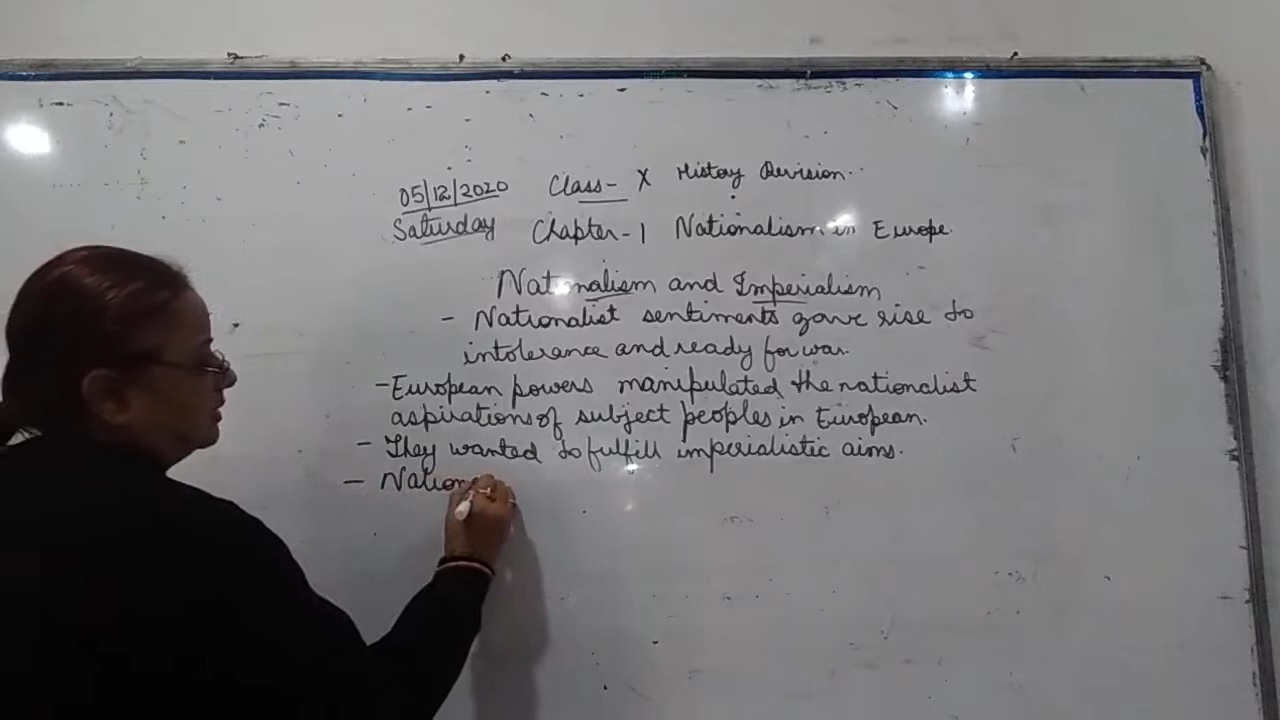 05/12/2020 Class- X History Revision..
Saturday Chapter-1 Nationalism in Europe.
Nationalism and Imperialism
- Nationalist sentiments gave rise to
intolerence and ready for war.
- European powers manipulated the nationalist
aspirations of subject peoples in European.
- They wanted to fulfill imperialistic aims.
- Nation